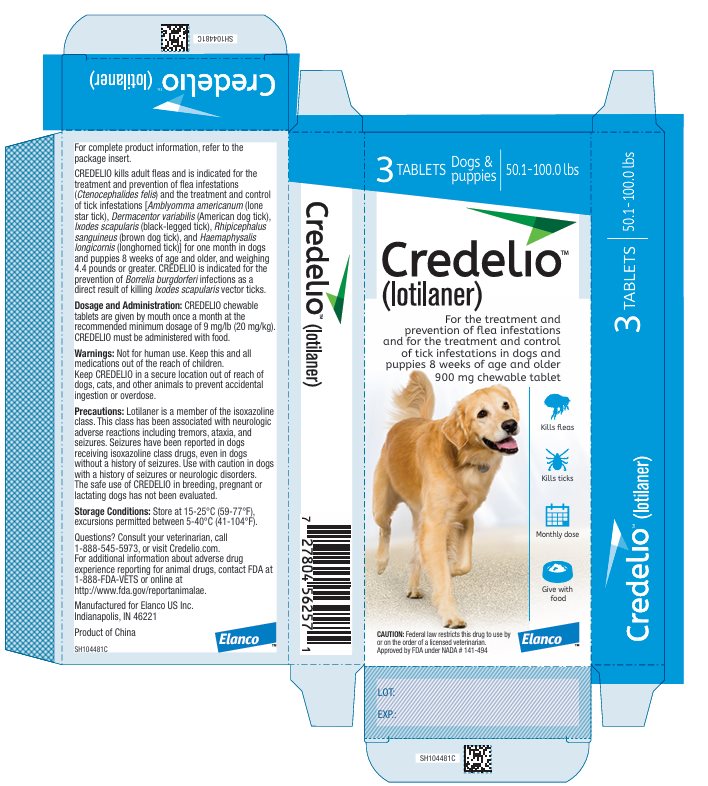 SH104481C
Credelio™ (lotilaner)
For complete product information, refer to the
package insert.
CREDELIO kills adult fleas and is indicated for the
treatment and prevention of flea infestations
(Ctenocephalides felis) and the treatment and control
of tick infestations [Amblyomma americanum (lone
star tick), Dermacentor variabilis (American dog tick),
Ixodes scapularis (black-legged tick), Rhipicephalus
sanguineus (brown dog tick), and Haemaphysalis
longicornis (longhorned tick)] for one month in dogs
and puppies 8 weeks of age and older, and weighing
4.4 pounds or greater. CREDELIO is indicated for the
prevention of Borrelia burgdorferi infections as a
direct result of killing Ixodes scapularis vector ticks.
Dosage and Administration: CREDELIO chewable
tablets are given by mouth once a month at the
recommended minimum dosage of 9 mg/lb (20 mg/kg).
CREDELIO must be administered with food.
Warnings: Not for human use. Keep this and all
medications out of the reach of children.
Keep CREDELIO in a secure location out of reach of
dogs, cats, and other animals to prevent accidental
ingestion or overdose.
Precautions: Lotilaner is a member of the isoxazoline
class. This class has been associated with neurologic
adverse reactions including tremors, ataxia, and
seizures. Seizures have been reported in dogs
receiving isoxazoline class drugs, even in dogs
without a history of seizures. Use with caution in dogs
with a history of seizures or neurologic disorders.
The safe use of CREDELIO in breeding, pregnant or
lactating dogs has not been evaluated.
Storage Conditions: Store at 15-25°C (59-77°F),
excursions permitted between 5-40°C (41-104°F).
Questions? Consult your veterinarian, call
1-888-545-5973, or visit Credelio.com.
For additional information about adverse drug
experience reporting for animal drugs, contact FDA at
1-888-FDA-VETS or online at
http://www.fda.gov/reportanimalae.
Manufactured for Elanco US Inc.
Indianapolis, IN 46221
Product of China
Elanco™
SH104481C
Credelio™ (lotilaner)
7 27804 56257 1
3 TABLETS Dogs & puppies 50.1-100.0 lbs
Credelio™
(lotilaner)
For the treatment and
prevention of flea infestations
and for the treatment and control
of tick infestations in dogs and
puppies 8 weeks of age and older
900 mg chewable tablet
Kills fleas
Kills ticks
Monthly dose
Give with
food
CAUTION: Federal law restricts this drug to use by
or on the order of a licensed veterinarian.
Approved by FDA under NADA # 141-494
Elanco™
LOT:
EXP.:
SH104481C
3 TABLETS 50.1-100.0 lbs
Credelio™ (lotilaner)